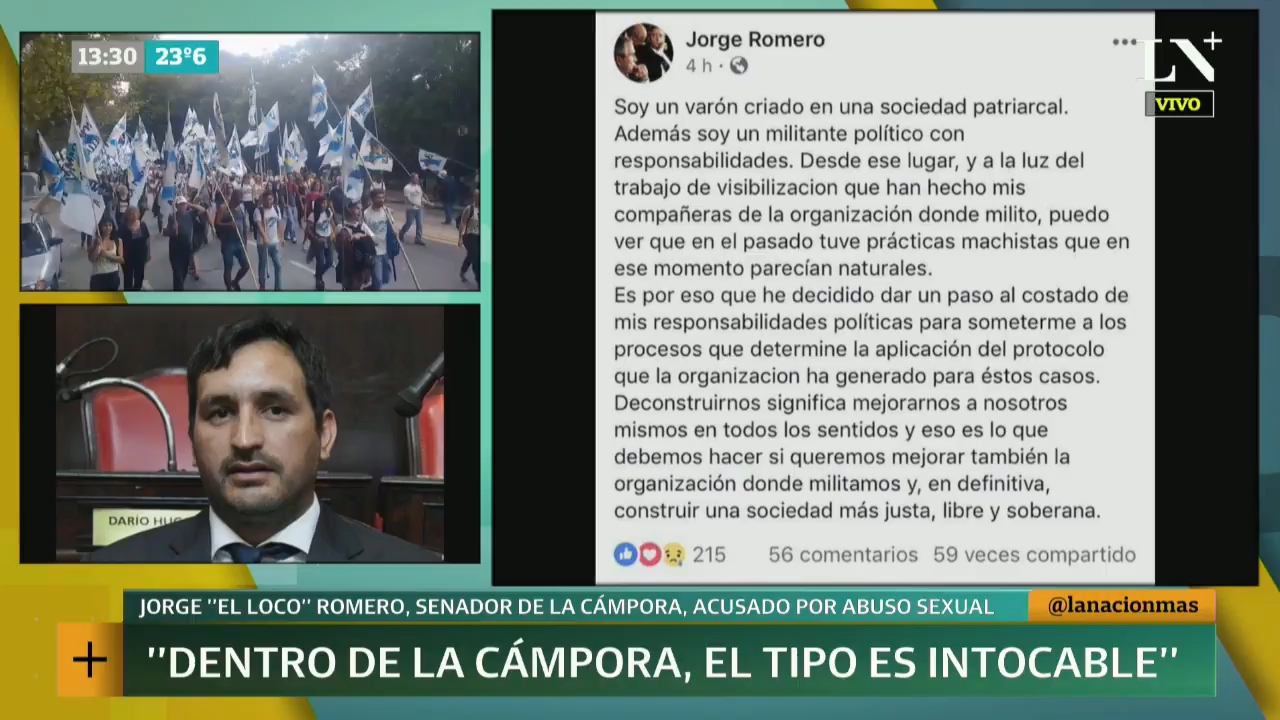 13:30 23º6
Jorge Romero
4 h ·
LN+
VIVO
Soy un varón criado en una sociedad patriarcal.
Además soy un militante político con
responsabilidades. Desde ese lugar, y a la luz del
trabajo de visibilizacion que han hecho mis
compañeras de la organización donde milito, puedo
ver que en el pasado tuve prácticas machistas que en
ese momento parecían naturales.
Es por eso que he decidido dar un paso al costado de
mis responsabilidades políticas para someterme a los
procesos que determine la aplicación del protocolo
que la organizacion ha generado para éstos casos.
Deconstruirnos significa mejorarnos a nosotros
mismos en todos los sentidos y eso es lo que
debemos hacer si queremos mejorar también la
organización donde militamos y, en definitiva,
construir una sociedad más justa, libre y soberana.
215 56 comentarios 59 veces compartido
DARÍO HUG
JORGE "EL LOCO" ROMERO, SENADOR DE LA CÁMPORA, ACUSADO POR ABUSO SEXUAL
@lanacionmas
"DENTRO DE LA CÁMPORA, EL TIPO ES INTOCABLE"